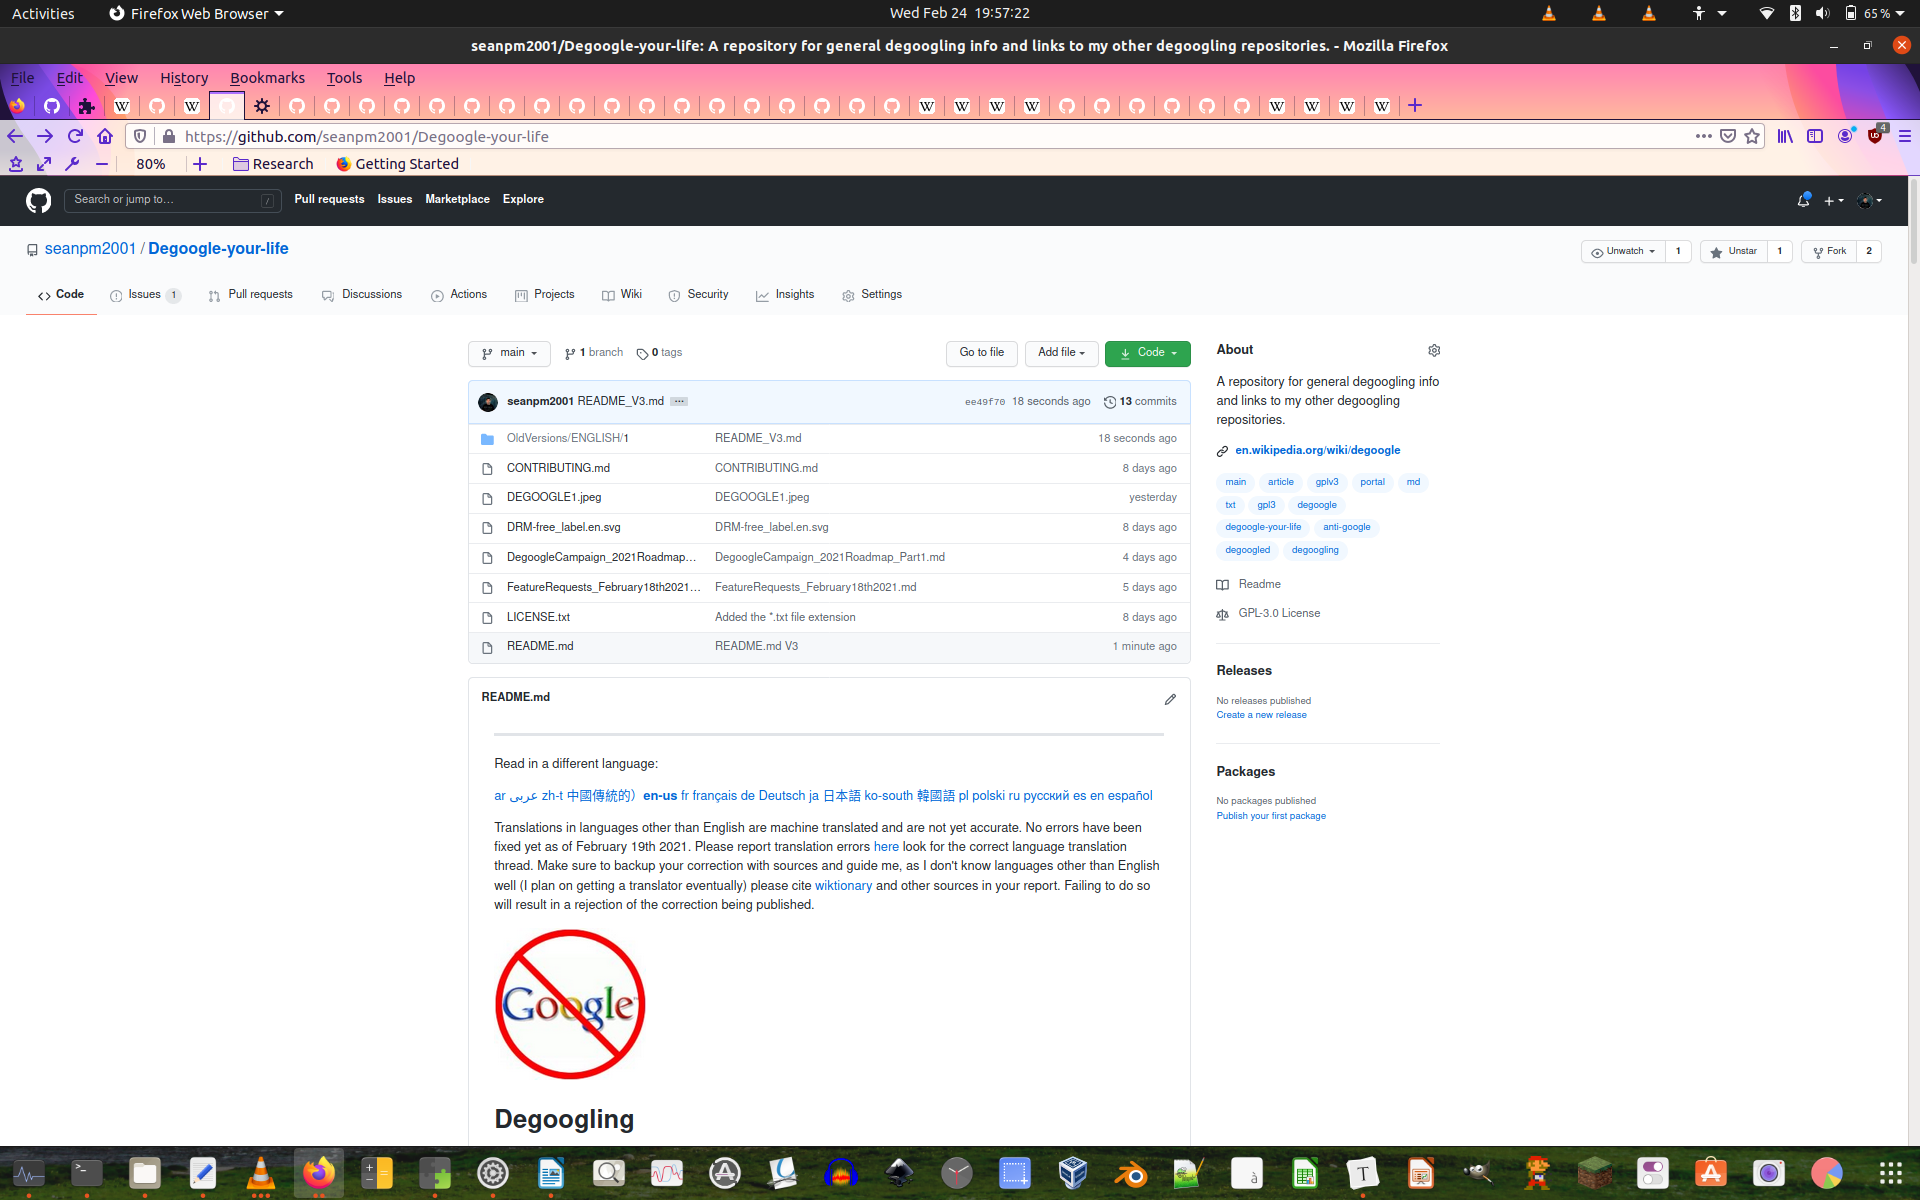 Activities
Firefox Web Browser
Wed Feb 24 19:57:22
65 %
seanpm2001/Degoogle-your-life: A repository for general degoogling info and links to my other degoogling repositories. - Mozilla Firefox
File Edit View History Bookmarks Tools Help
https://github.com/seanpm2001/Degoogle-your-life
4
80%
Research
Getting Started
Search or jump to…
/
Pull requests Issues Marketplace Explore
seanpm2001 / Degoogle-your-life
Unwatch 1
Unstar 1
Fork 2
Code
Issues 1
Pull requests
Discussions
Actions
Projects
Wiki
Security
Insights
Settings
main
1 branch
0 tags
Go to file
Add file
Code
seanpm2001 README_V3.md ...
ee49f70 18 seconds ago
13 commits
OldVersions/ENGLISH/1 README_V3.md 18 seconds ago
CONTRIBUTING.md CONTRIBUTING.md 8 days ago
DEGOOGLE1.jpeg DEGOOGLE1.jpeg yesterday
DRM-free_label.en.svg DRM-free_label.en.svg 8 days ago
DegoogleCampaign_2021Roadmap... DegoogleCampaign_2021Roadmap_Part1.md 4 days ago
FeatureRequests_February18th2021... FeatureRequests_February18th2021.md 5 days ago
LICENSE.txt Added the *.txt file extension 8 days ago
README.md README.md V3 1 minute ago
README.md
Read in a different language:
ar عربى zh-t 中國傳統的）en-us fr français de Deutsch ja 日本語 ko-south 韓國語 pl polski ru русский es en español
Translations in languages other than English are machine translated and are not yet accurate. No errors have been
fixed yet as of February 19th 2021. Please report translation errors here look for the correct language translation
thread. Make sure to backup your correction with sources and guide me, as I don't know languages other than English
well (I plan on getting a translator eventually) please cite wiktionary and other sources in your report. Failing to do so
will result in a rejection of the correction being published.
Google
Degoogling
About
A repository for general degoogling info
and links to my other degoogling
repositories.
en.wikipedia.org/wiki/degoogle
main article gplv3 portal md
txt gpl3 degoogle
degoogle-your-life anti-google
degoogled degoogling
Readme
GPL-3.0 License
Releases
No releases published
Create a new release
Packages
No packages published
Publish your first package